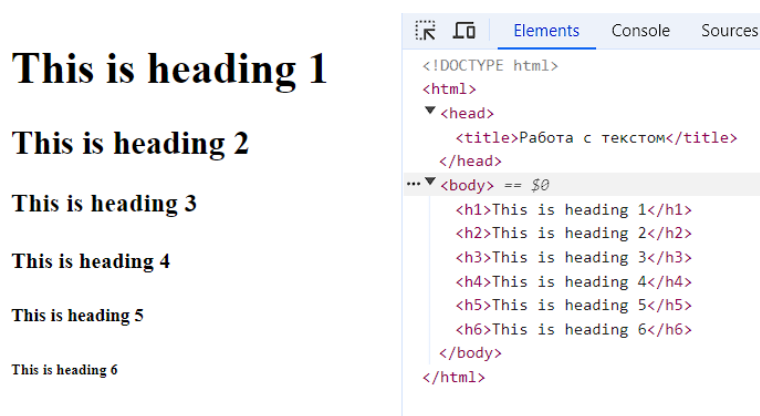 This is heading 1
This is heading 2
This is heading 3
This is heading 4
This is heading 5
This is heading 6
Elements Console Sources
<!DOCTYPE html>
<html>
<head>
<title>Работа с текстом</title>
</head>
<body> == $0
<h1>This is heading 1</h1>
<h2>This is heading 2</h2>
<h3>This is heading 3</h3>
<h4>This is heading 4</h4>
<h5>This is heading 5</h5>
<h6>This is heading 6</h6>
</body>
</html>